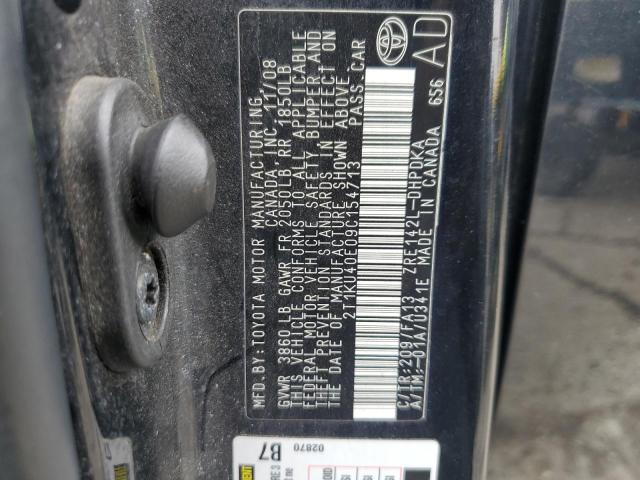 MFD.BY:TOYOTA MOTOR MANUFACTURING
CANADA, INC. 11/08
GVWR 3860 LB GAWR FR 2050 LB, RR 1850LB
THIS VEHICLE CONFORMS TO ALL APPLICABLE
FEDERAL MOTOR VEHICLE SAFETY, BUMPER AND
THEFT PREVENTION STANDARDS IN EFFECT ON
THE DATE OF MANUFACTURE SHOWN ABOVE.
2T1KU40E09C154713 PASS.CAR
C/TR:209/FA13 ZRE142L-DHPDKA
A/TM:-01A/U341E MADE IN CANADA 656
AD
02870
B7